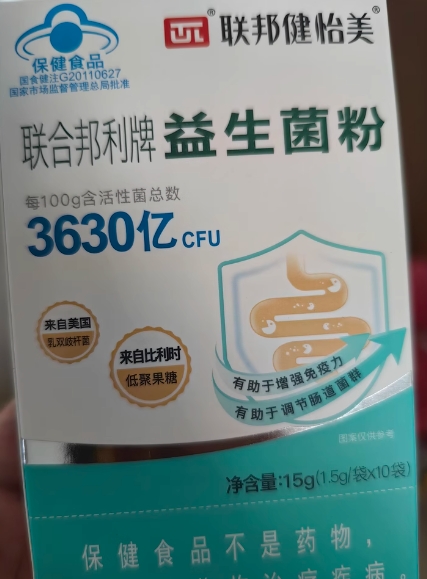 保健食品
国食健注G20110627
国家市场监督管理总局批准
联邦健怡美®
联合邦利牌 益生菌粉
每100g含活性菌总数
3630亿CFU
来自美国
乳双歧杆菌
来自比利时
低聚果糖
有助于增强免疫力
有助于调节肠道菌群
图案仅供参考
净含量:15g(1.5g/袋x10袋)
保健食品不是药物,
治疗疾病。